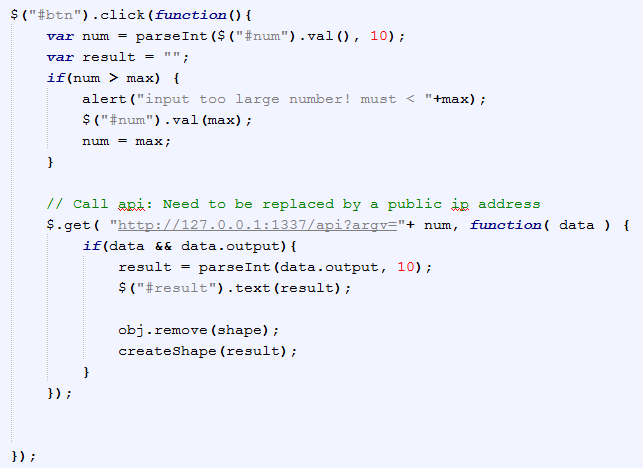 $("#btn").click(function(){
    var num = parseInt($("#num").val(), 10);
    var result = "";
    if(num > max) {
        alert("input too large number! must < "+max);
        $("#num").val(max);
        num = max;
    }
    // Call api: Need to be replaced by a public ip address
    $.get( "http://127.0.0.1:1337/api?argv="+ num, function( data ) {
        if(data && data.output){
            result = parseInt(data.output, 10);
            $("#result").text(result);
            obj.remove(shape);
            createShape(result);
        }
    });
});